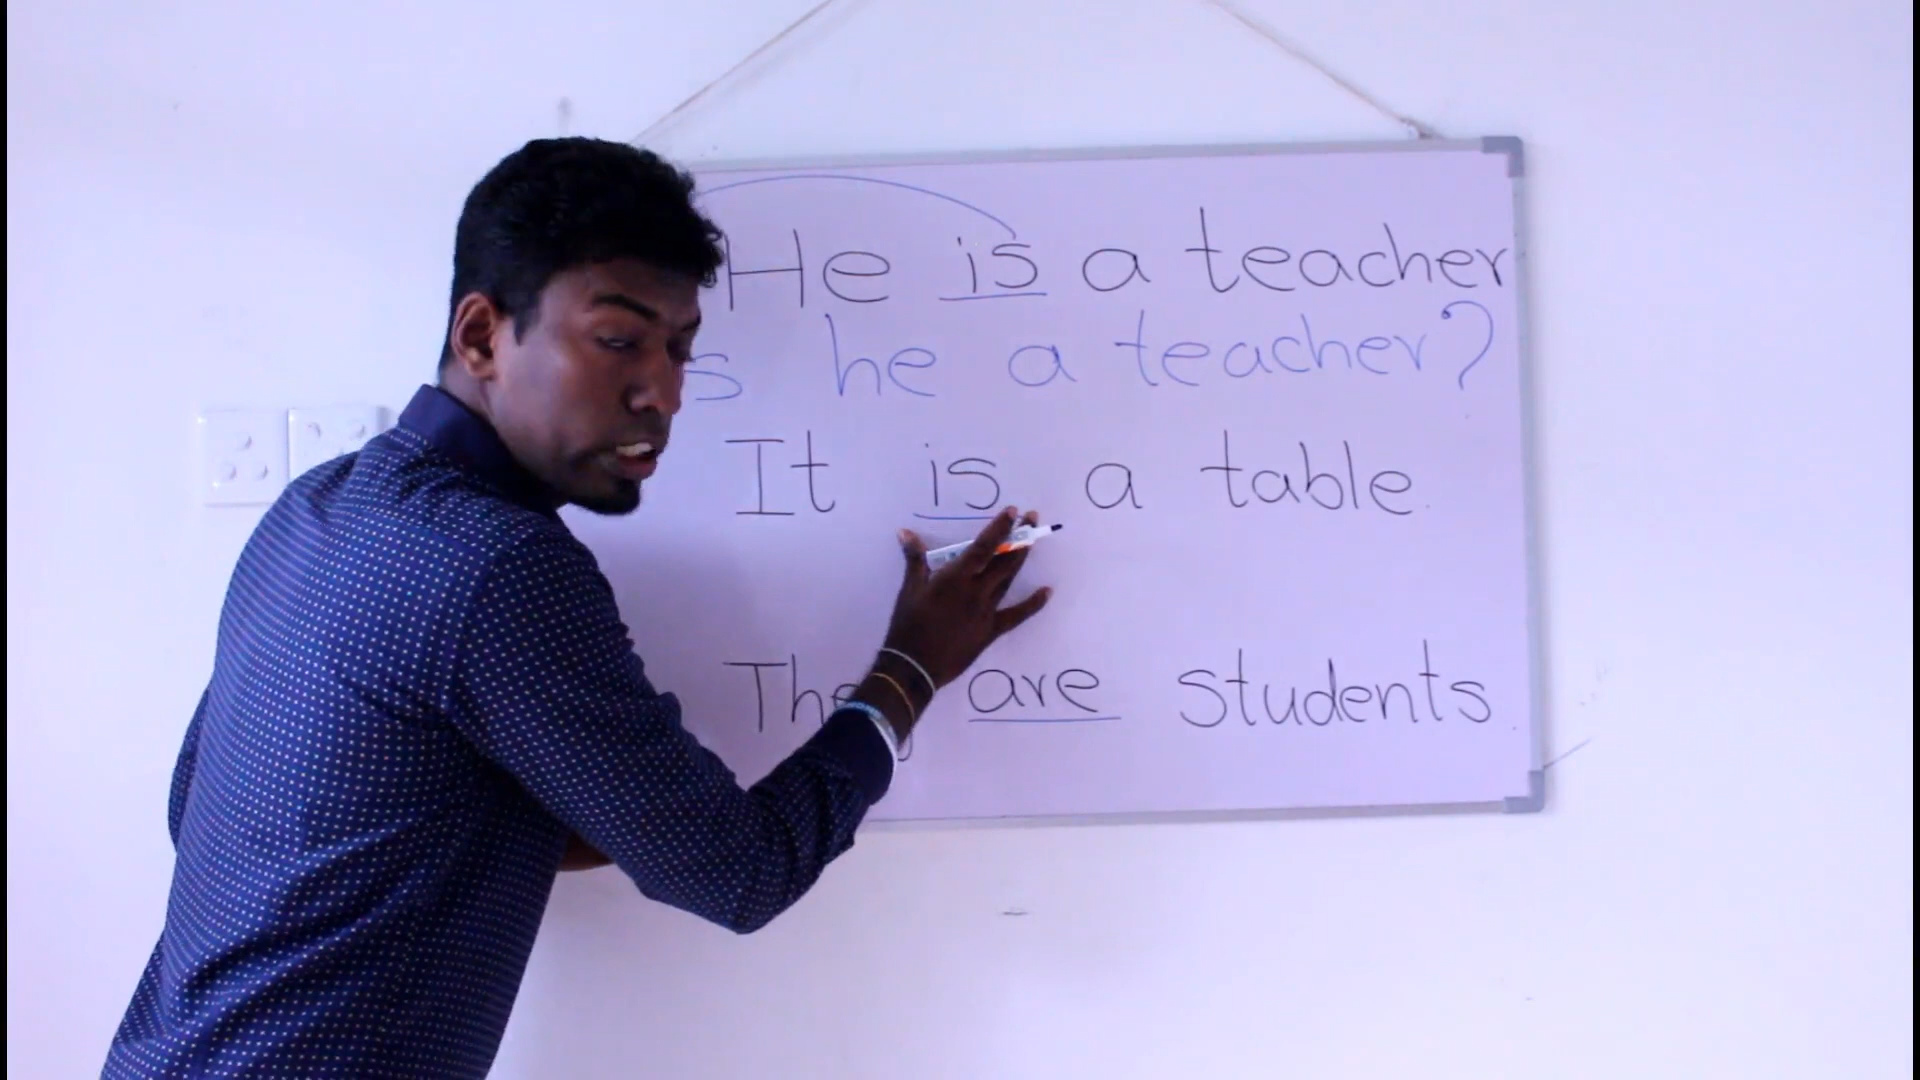 He is a teacher
s he a teacher?
It is a table.
are students